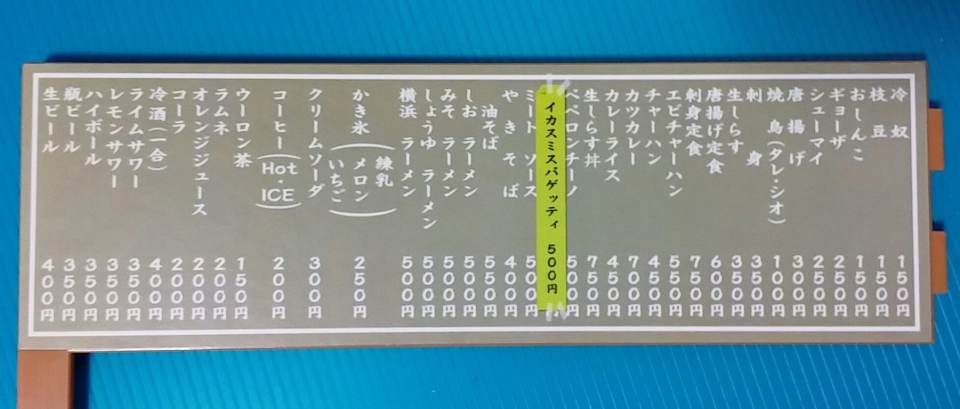 冷奴 150円
枝豆 150円
おしんこ 200円
ギョーザ 250円
シューマイ 250円
唐揚げ 300円
焼鳥(タレ・シオ) 100円
刺身 300円
生しらす 350円
唐揚げ定食 600円
刺身定食 750円
エビチャーハン 550円
チャーハン 450円
カツカレー 700円
カレーライス 450円
生しらす丼 750円
ペペロンチーノ 500円
イカスミスパゲッティ 500円
ミートソース 500円
やきそば 400円
油そば 550円
しお ラーメン 500円
みそ ラーメン 500円
しょうゆ ラーメン 500円
横浜 ラーメン 500円
かき氷(練乳 メロン いちご) 250円
クリームソーダ 300円
コーヒー(Hot ICE) 200円
ウーロン茶 150円
ラムネ 200円
オレンジジュース 200円
コーラ 200円
冷酒(一合) 400円
ライムサワー 350円
レモンサワー 350円
ハイボール 350円
瓶ビール 350円
生ビール 400円